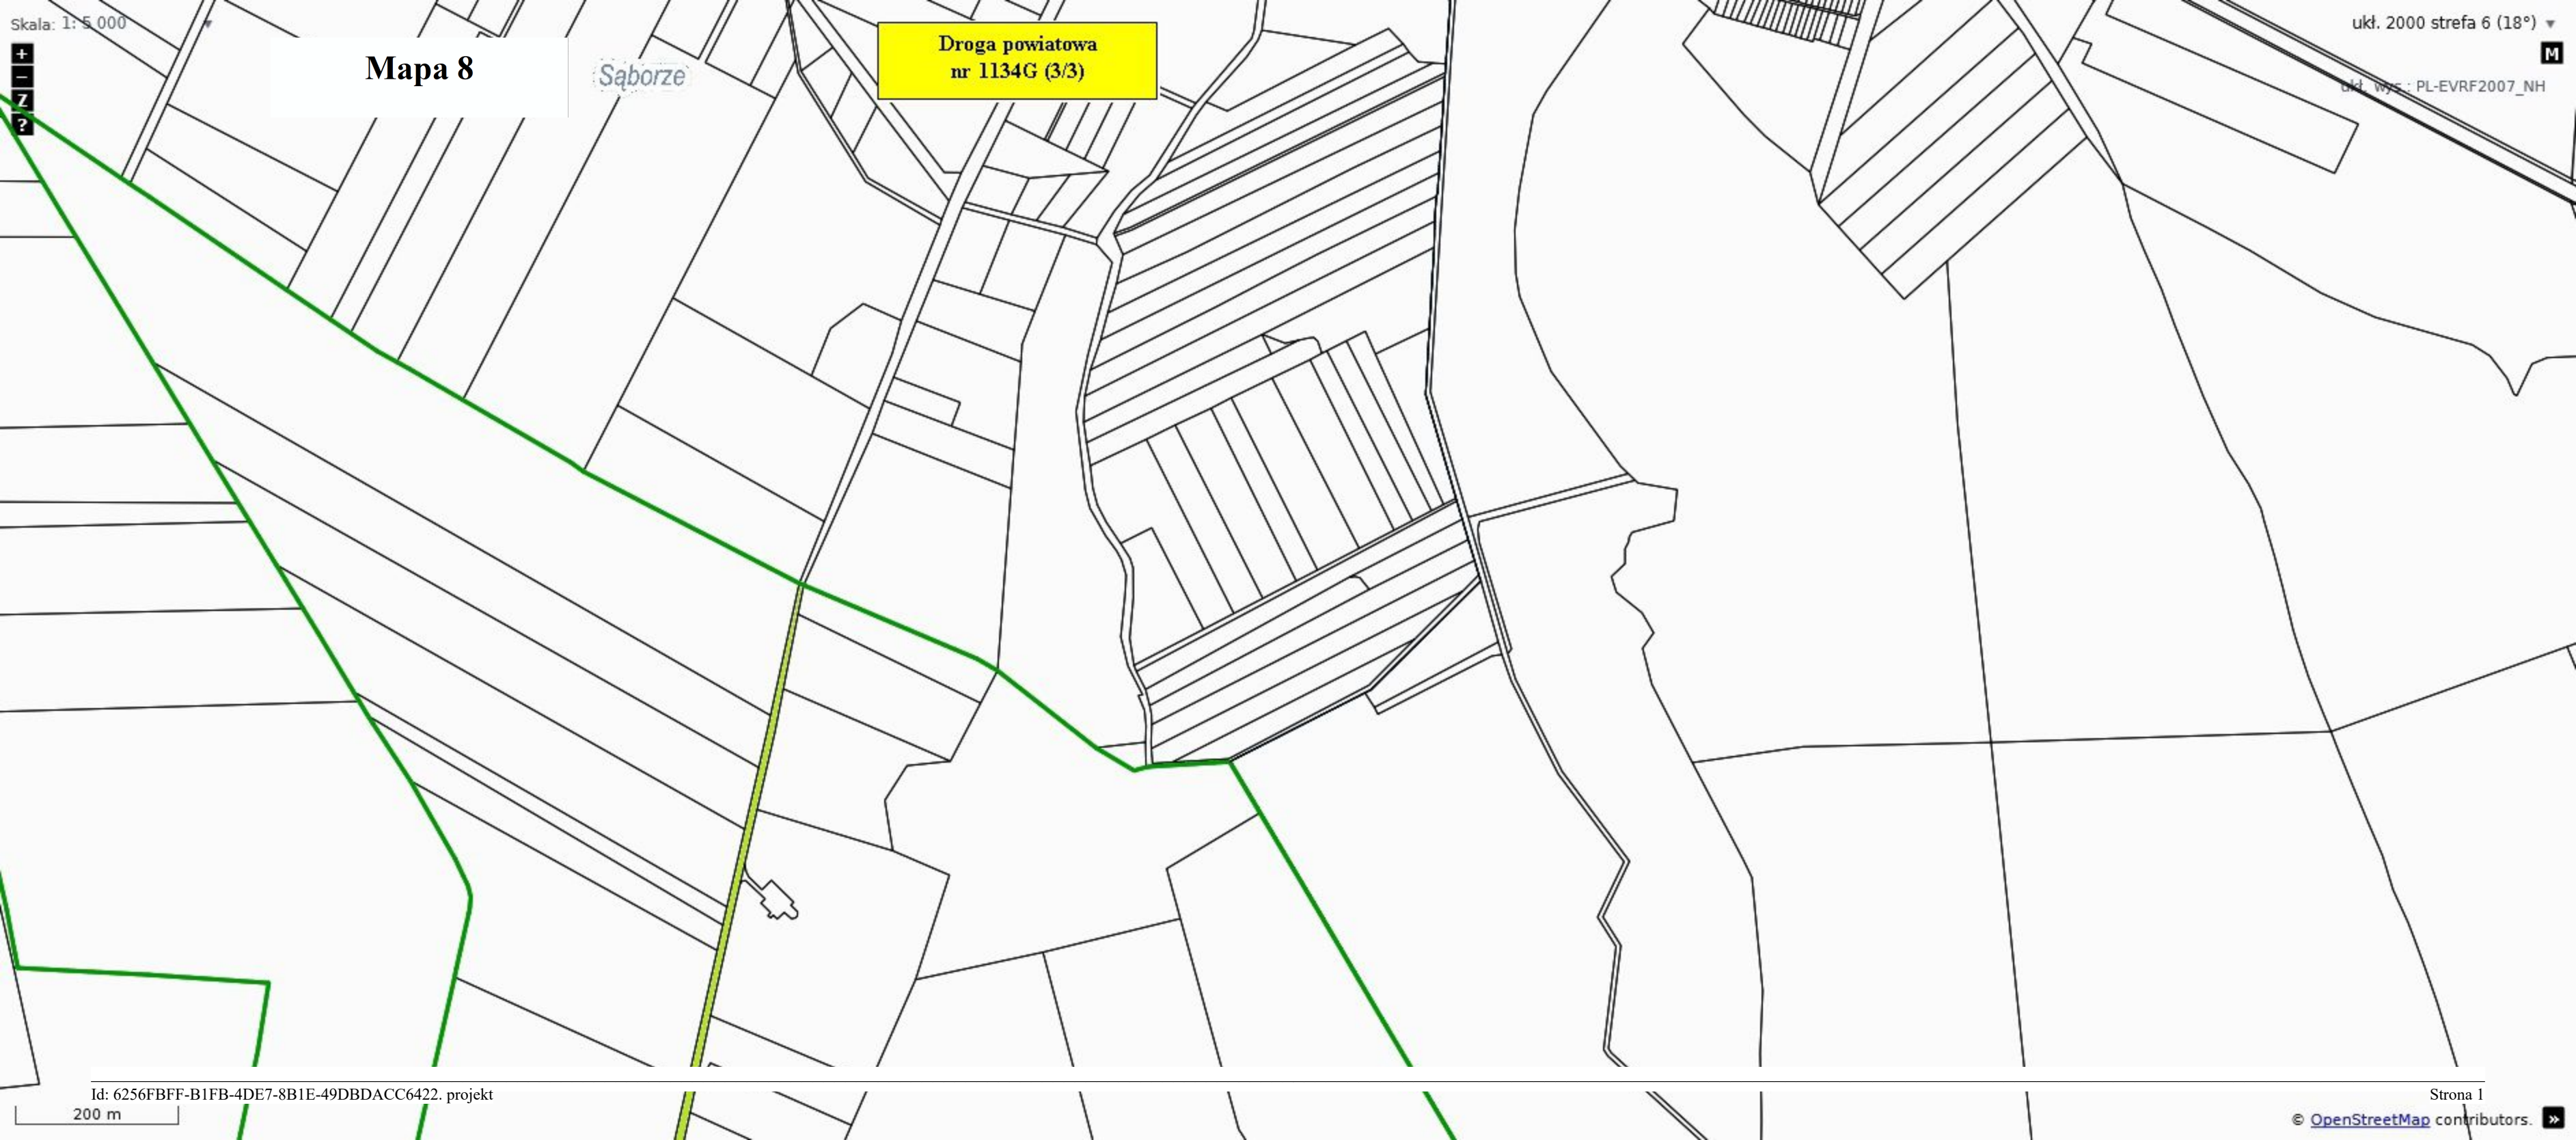 Skala: 1: 5 000
ukł. 2000 strefa 6 (18°)
+
–
Z
?
M
Mapa 8
Sąborze
Droga powiatowa
nr 1134G (3/3)
ukł. wys.: PL-EVRF2007_NH
Id: 6256FBFF-B1FB-4DE7-8B1E-49DBDACC6422. projekt
Strona 1
200 m
© OpenStreetMap contributors.
»